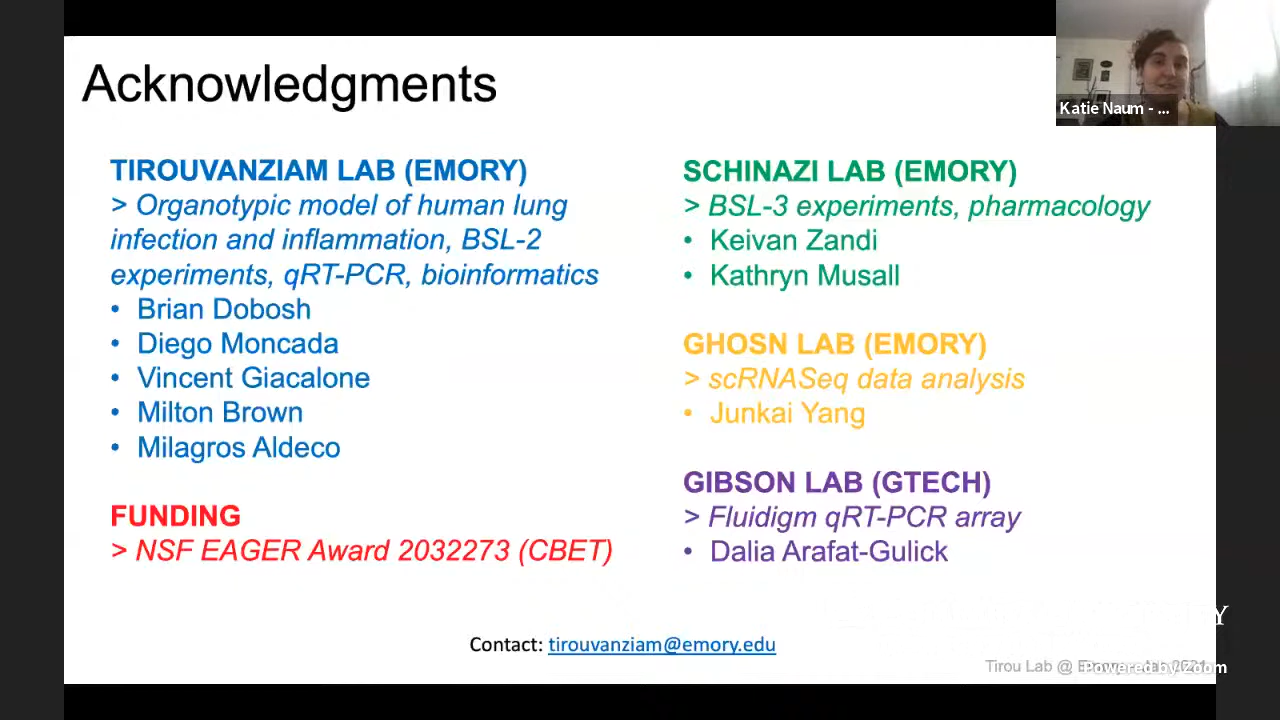 Acknowledgments
Katie Naum - ...
TIROUVANZIAM LAB (EMORY)
> Organotypic model of human lung
infection and inflammation, BSL-2
experiments, qRT-PCR, bioinformatics
• Brian Dobosh
• Diego Moncada
• Vincent Giacalone
• Milton Brown
• Milagros Aldeco
FUNDING
> NSF EAGER Award 2032273 (CBET)
SCHINAZI LAB (EMORY)
> BSL-3 experiments, pharmacology
• Keivan Zandi
• Kathryn Musall
GHOSN LAB (EMORY)
> scRNASeq data analysis
• Junkai Yang
GIBSON LAB (GTECH)
> Fluidigm qRT-PCR array
• Dalia Arafat-Gulick
Contact: tirouvanziam@emory.edu
Tirou Lab @
Powered by Zoom